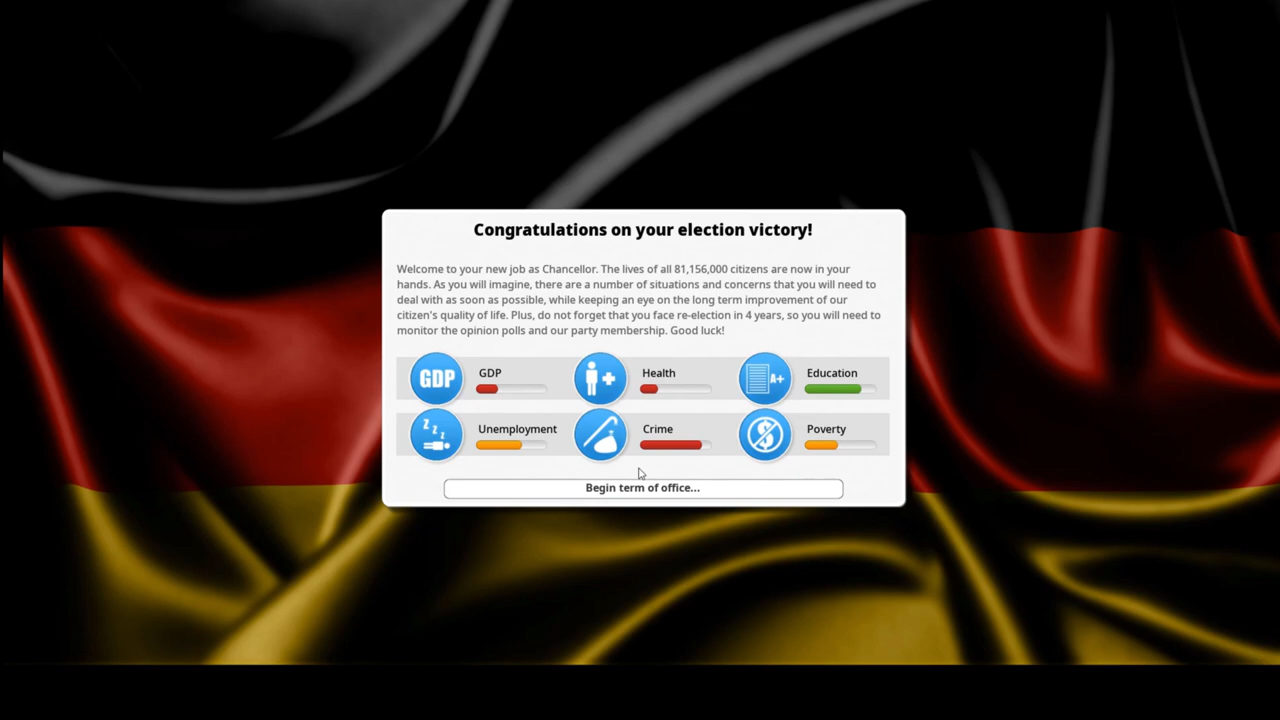 Congratulations on your election victory!
Welcome to your new job as Chancellor. The lives of all 81,156,000 citizens are now in your
hands. As you will imagine, there are a number of situations and concerns that you will need to
deal with as soon as possible, while keeping an eye on the long term improvement of our
citizen's quality of life. Plus, do not forget that you face re-election in 4 years, so you will need to
monitor the opinion polls and our party membership. Good luck!
GDP GDP Health A+ Education
z z z Unemployment Crime $ Poverty
Begin term of office...